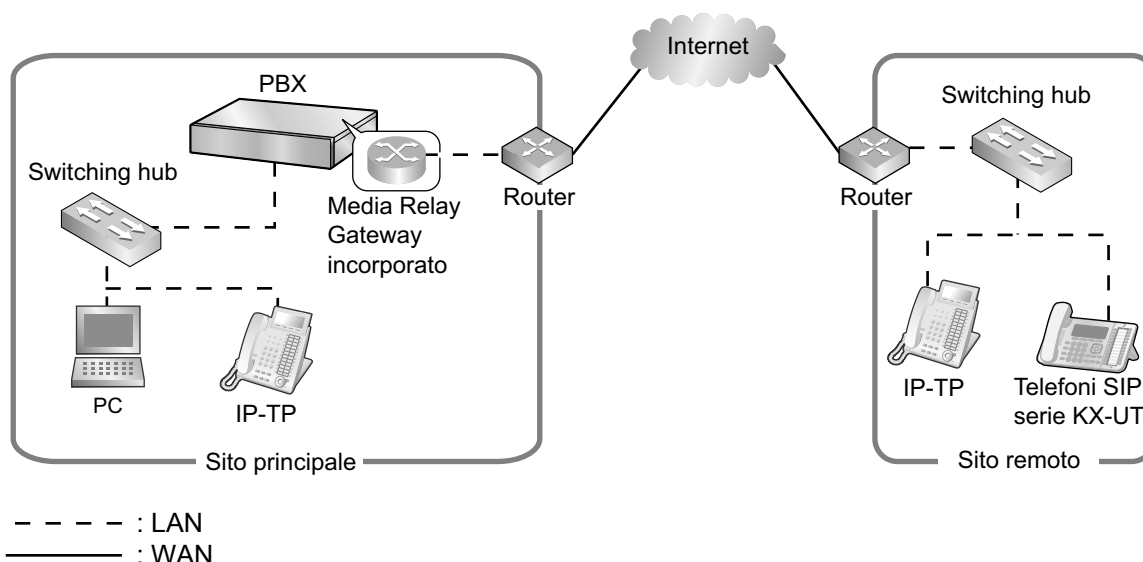 Internet
PBX
Switching hub
Media Relay
Gateway
incorporato
Router
PC
IP-TP
Sito principale
Switching hub
Router
IP-TP
Telefoni SIP
serie KX-UT
Sito remoto
: LAN
: WAN